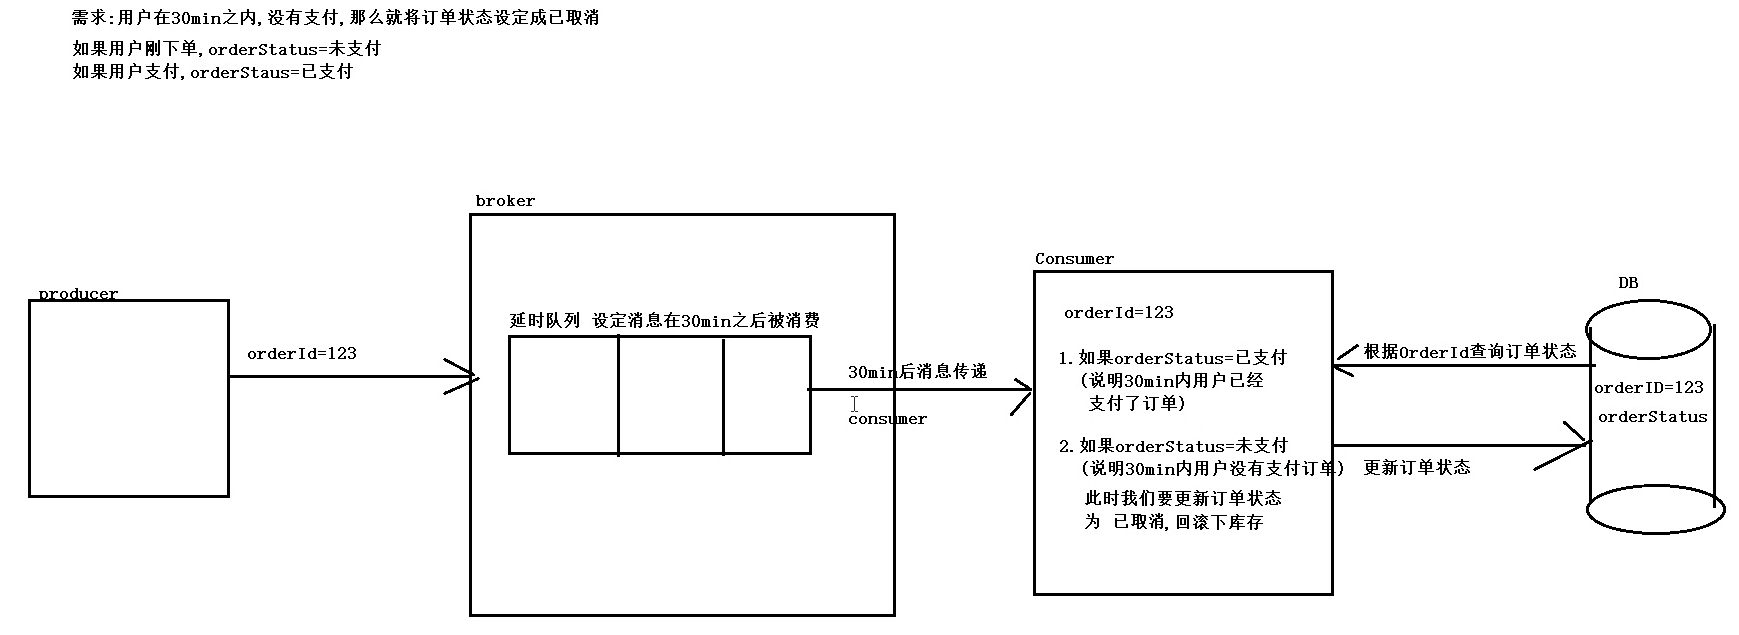 需求:用户在30min之内,没有支付,那么就将订单状态设定成已取消
如果用户刚下单,orderStatus=未支付
如果用户支付,orderStaus=已支付
broker
producer
orderId=123
延时队列 设定消息在30min之后被消费
30min后消息传递
consumer
Consumer
orderId=123
1.如果orderStatus=已支付
(说明30min内用户已经
支付了订单)
2.如果orderStatus=未支付
(说明30min内用户没有支付订单)
此时我们要更新订单状态
为 已取消,回滚下库存
根据OrderId查询订单状态
更新订单状态
DB
orderID=123
orderStatus